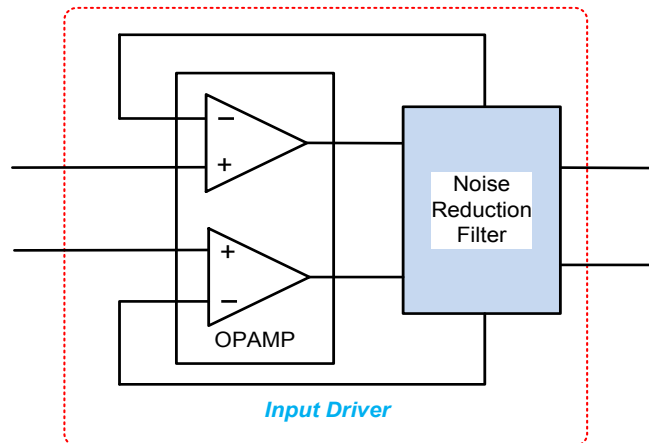 −
+
Noise
Reduction
Filter
+
−
OPAMP
Input Driver